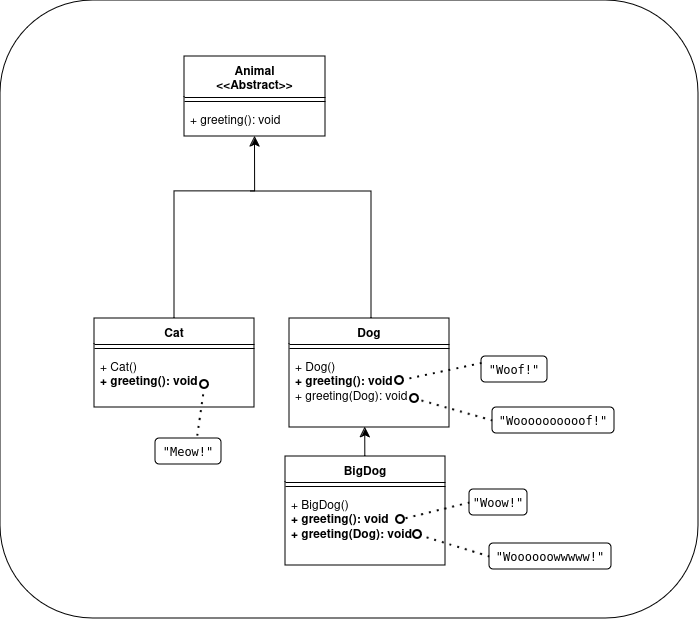 Animal
<<Abstract>>
+ greeting(): void
Cat
+ Cat()
+ greeting(): void
"Meow!"
Dog
+ Dog()
+ greeting(): void
+ greeting(Dog): void
"Woof!"
"Woooooooooof!"
BigDog
+ BigDog()
+ greeting(): void
+ greeting(Dog): void
"Woow!"
"Woooooowwwww!"